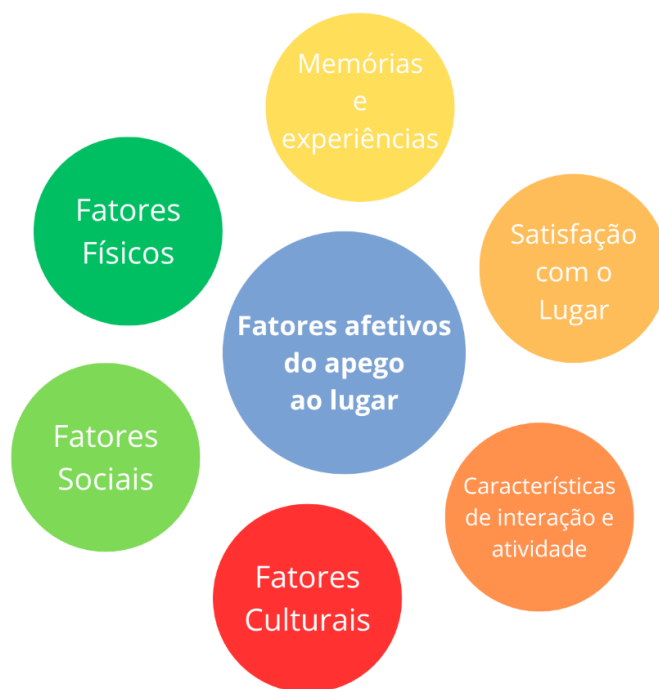 Memórias
e
experiências
Fatores
Físicos
Satisfação
com o
Lugar
Fatores afetivos
do apego
ao lugar
Fatores
Sociais
Características
de interação e
atividade
Fatores
Culturais